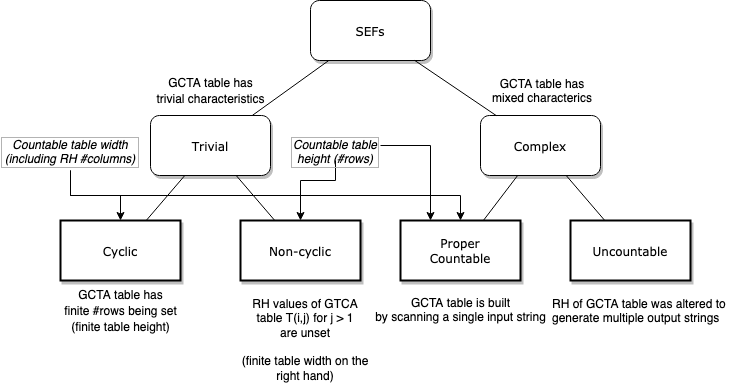 SEFs
GCTA table has
trivial characteristics
GCTA table has
mixed characterics
Countable table width
(including RH #columns)
Trivial
Countable table
height (#rows)
Complex
Cyclic
Non-cyclic
Proper
Countable
Uncountable
GCTA table has
finite #rows being set
(finite table height)
RH values of GTCA
table T(i,j) for j > 1
are unset
(finite table width on the
right hand)
GCTA table is built
by scanning a single input string
RH of GCTA table was altered to
generate multiple output strings